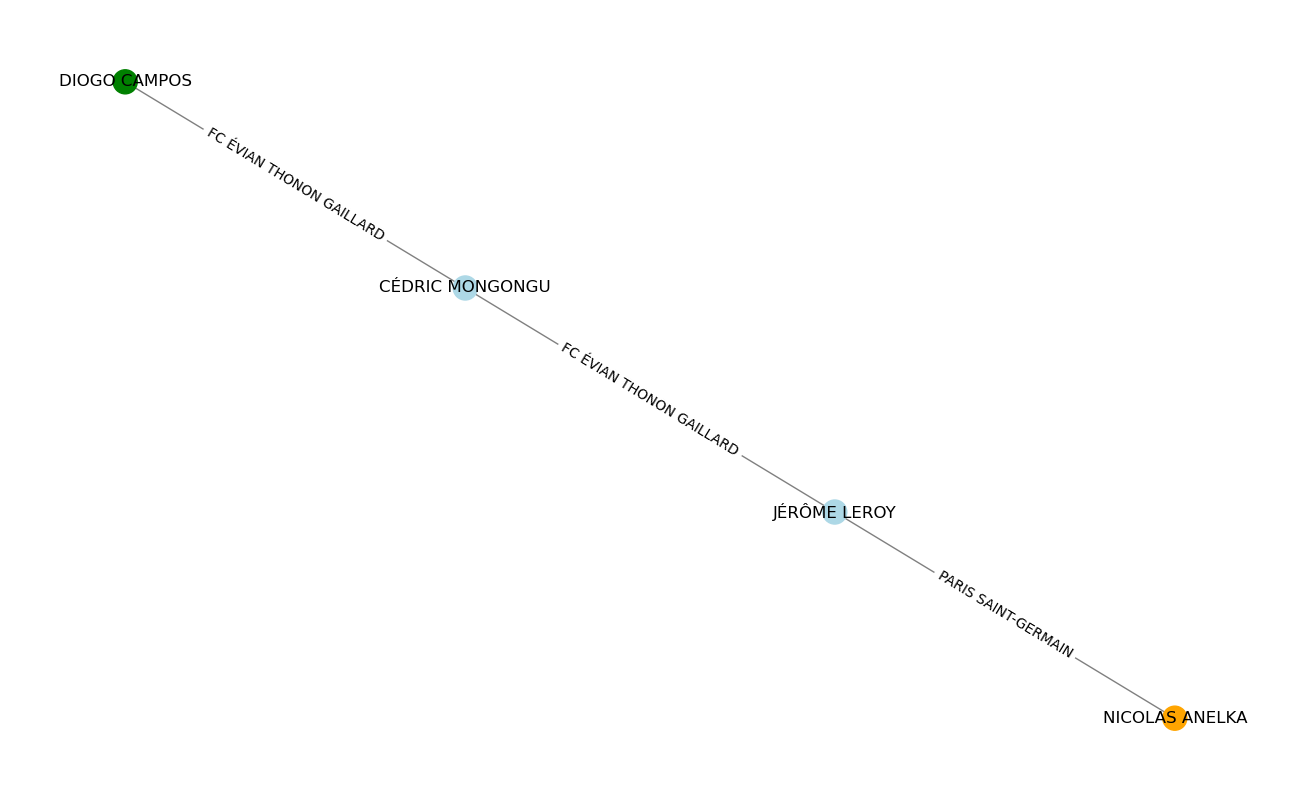 DIOGO CAMPOS
FC ÉVIAN THONON GAILLARD
CÉDRIC MONGONGU
FC ÉVIAN THONON GAILLARD
JÉRÔME LEROY
PARIS SAINT-GERMAIN
NICOLAS ANELKA